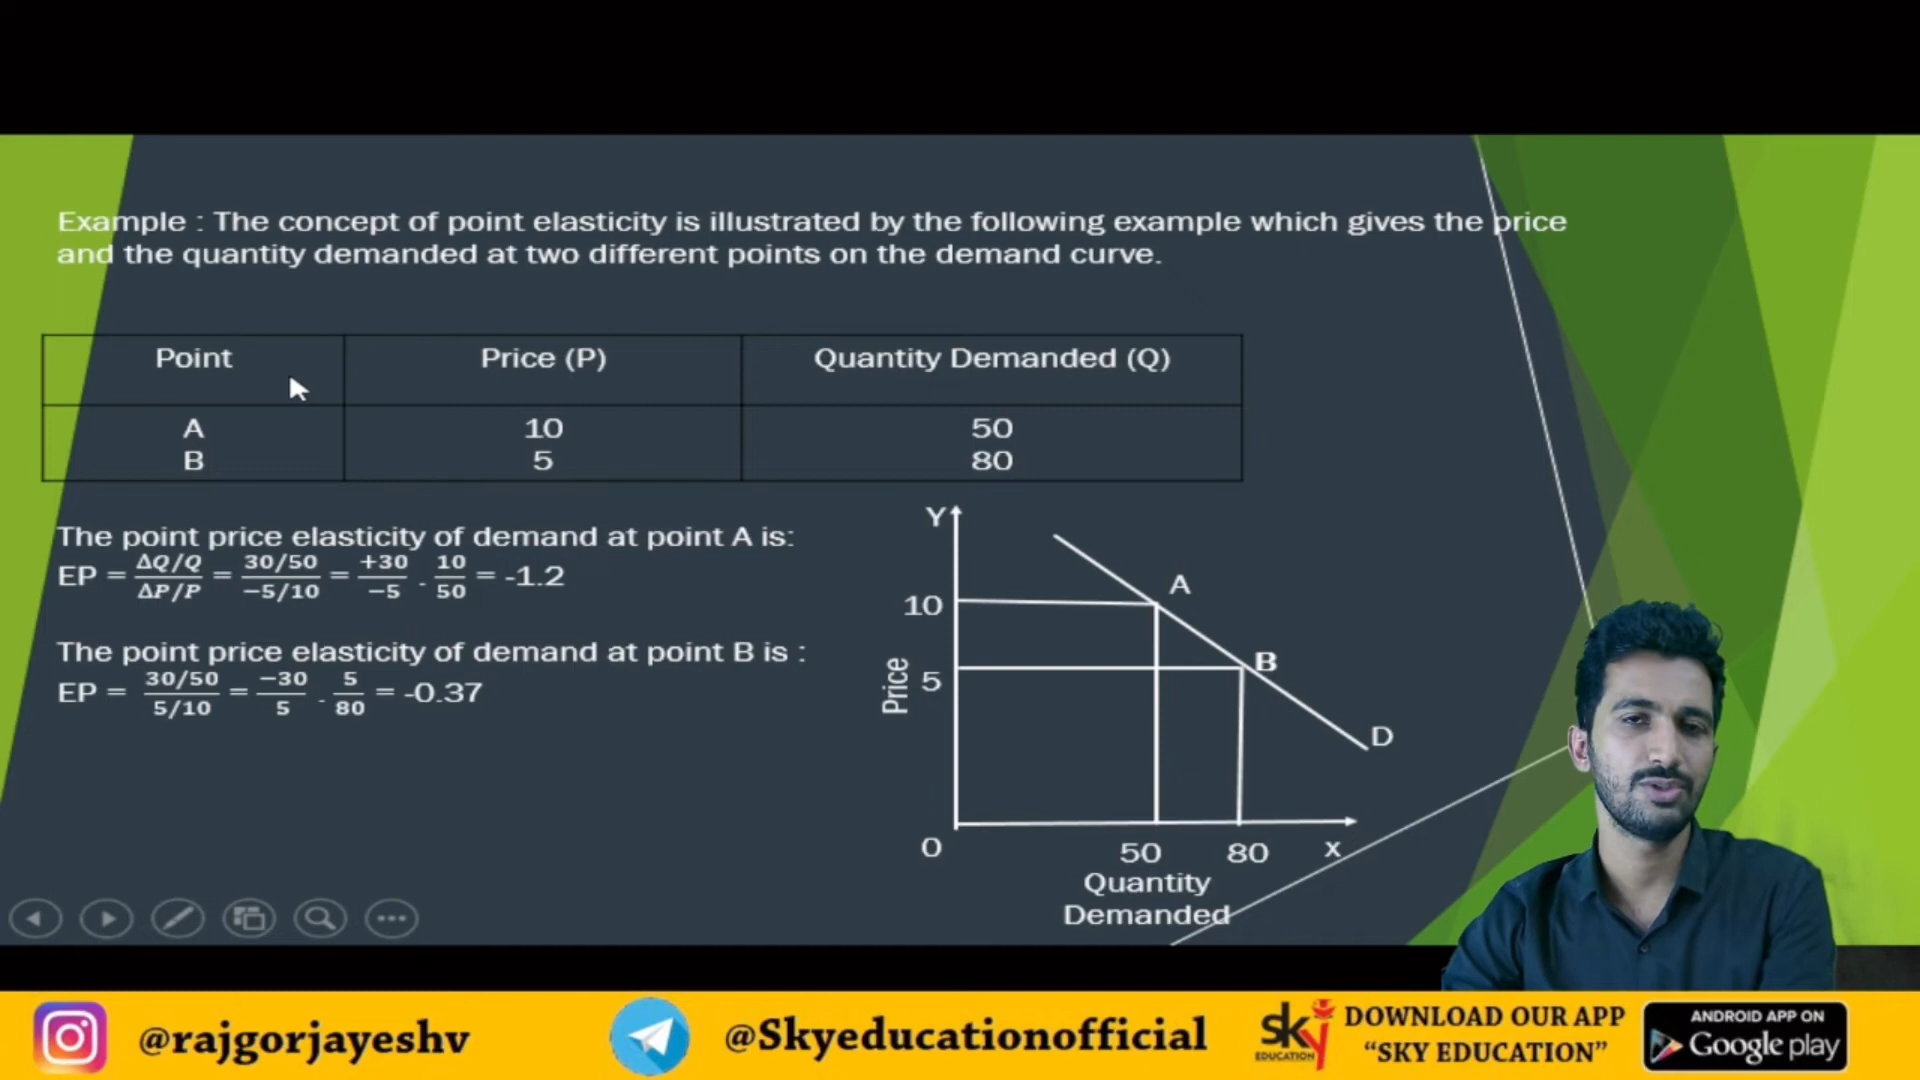 Example : The concept of point elasticity is illustrated by the following example which gives the price
and the quantity demanded at two different points on the demand curve.
Point Price (P) Quantity Demanded (Q)
A 10 50
B 5 80
The point price elasticity of demand at point A is:
EP = ΔQ/Q / ΔP/P = 30/50 / −5/10 = +30 / −5 . 10 / 50 = -1.2
The point price elasticity of demand at point B is :
EP = 30/50 / 5/10 = −30 / 5 . 5 / 80 = -0.37
Y
A
10
B
Price
5
D
0
50 80 x
Quantity
Demanded
@rajgorjayeshv
@Skyeducationofficial
sky
EDUCATION
DOWNLOAD OUR APP
“SKY EDUCATION”
ANDROID APP ON
Google play